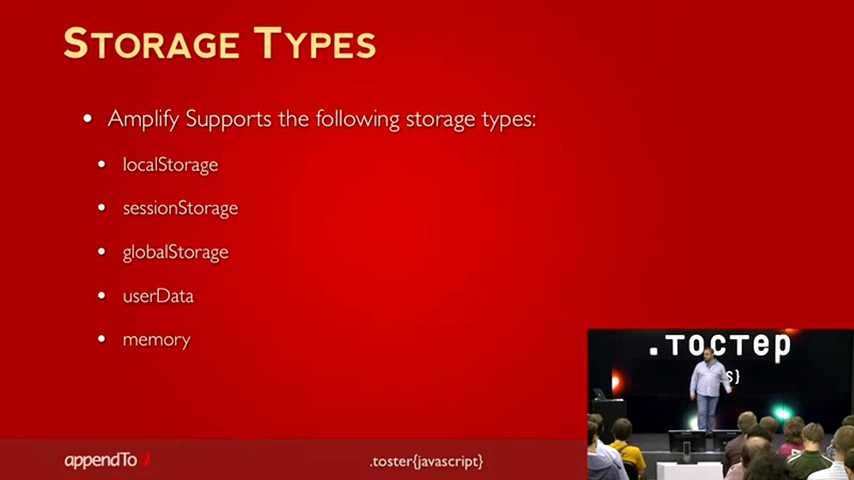 STORAGE TYPES
• Amplify Supports the following storage types:
• localStorage
• sessionStorage
• globalStorage
• userData
• memory
.тостер
s}
appendTo
.toster{javascript}